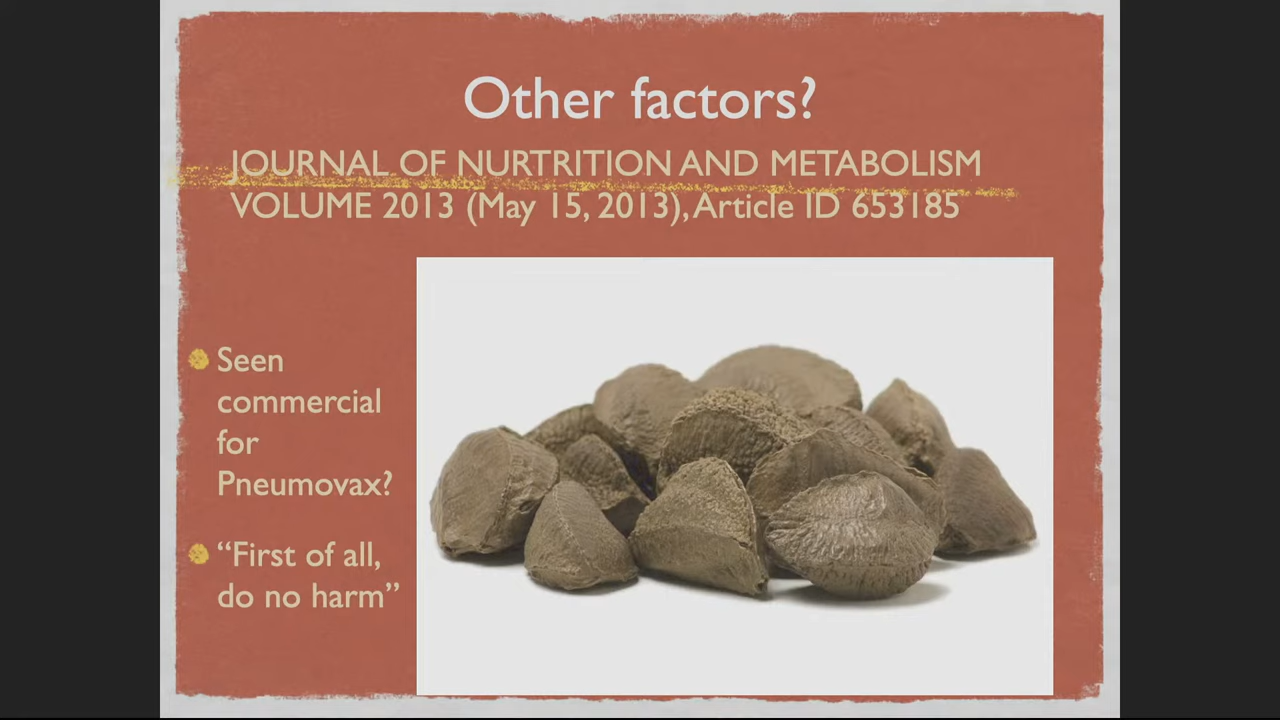 Other factors?
JOURNAL OF NURTRITION AND METABOLISM
VOLUME 2013 (May 15, 2013), Article ID 653185
Seen
commercial
for
Pneumovax?
“First of all,
do no harm”